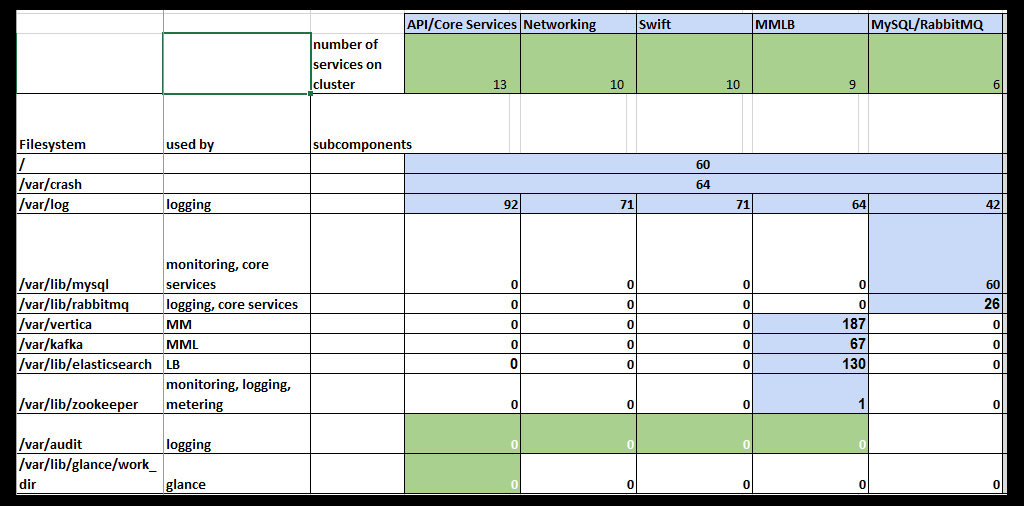 API/Core Services Networking Swift MMLB MySQL/RabbitMQ
number of
services on
cluster 13 10 10 9 6
Filesystem used by subcomponents
/ 60
/var/crash 64
/var/log logging 92 71 71 64 42
monitoring, core
/var/lib/mysql services 0 0 0 0 60
/var/lib/rabbitmq logging, core services 0 0 0 0 26
/var/vertica MM 0 0 0 187 0
/var/kafka MML 0 0 0 67 0
/var/lib/elasticsearch LB 0 0 0 130 0
monitoring, logging,
/var/lib/zookeeper metering 0 0 0 1 0
/var/audit logging 0 0 0 0
/var/lib/glance/work_
dir glance 0 0 0 0 0